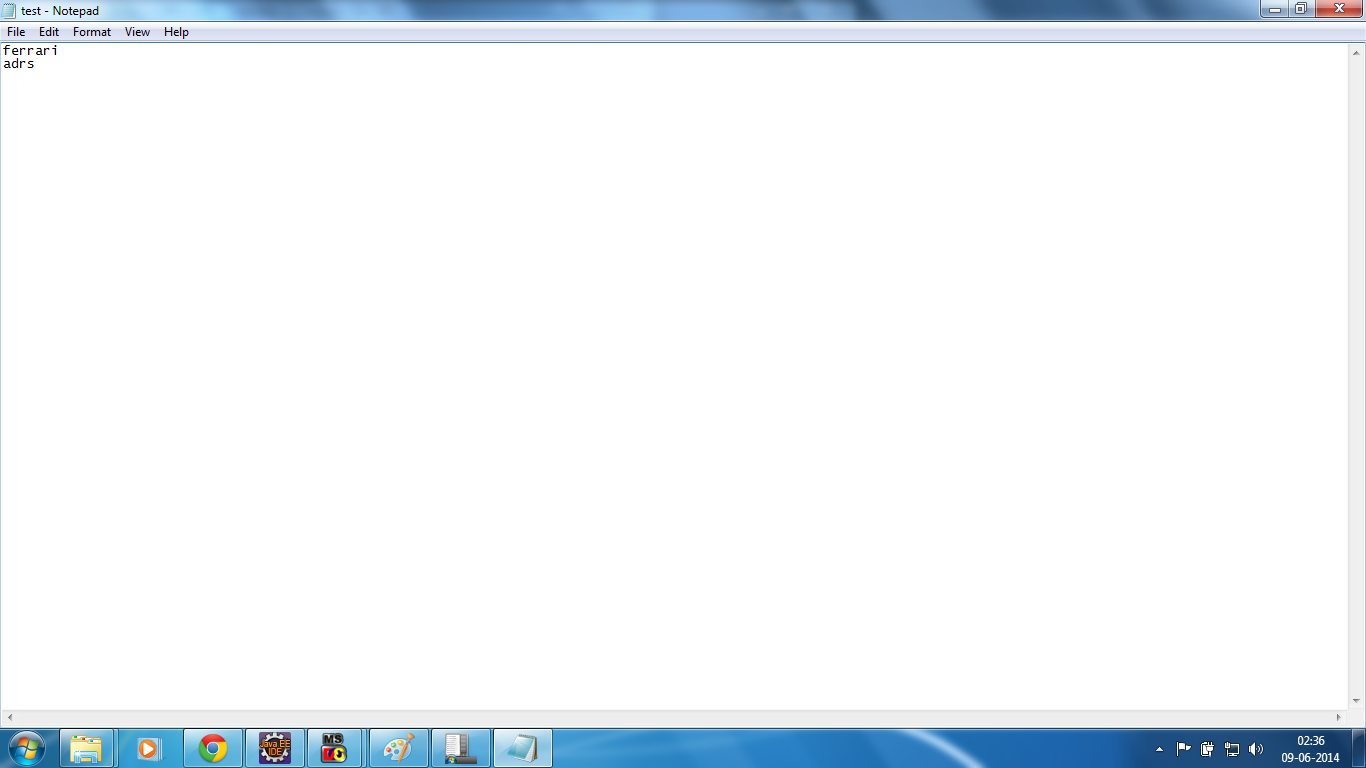 test - Notepad
File Edit Format View Help
ferrari
adrs
Java EE
IDE
MS
02:36
09-06-2014